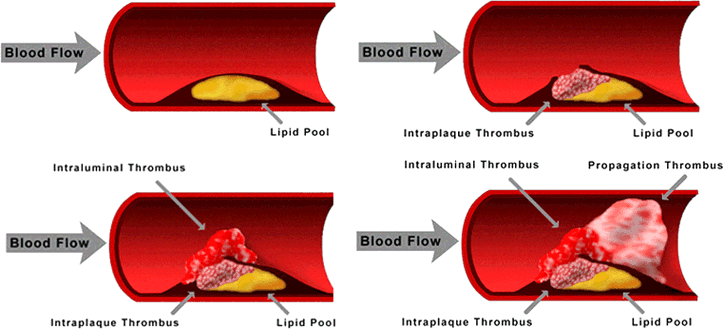 Blood Flow
Lipid Pool
Blood Flow
Intraplaque Thrombus
Lipid Pool
Intraluminal Thrombus
Blood Flow
Intraplaque Thrombus
Lipid Pool
Intraluminal Thrombus
Propagation Thrombus
Blood Flow
Intraplaque Thrombus
Lipid Pool